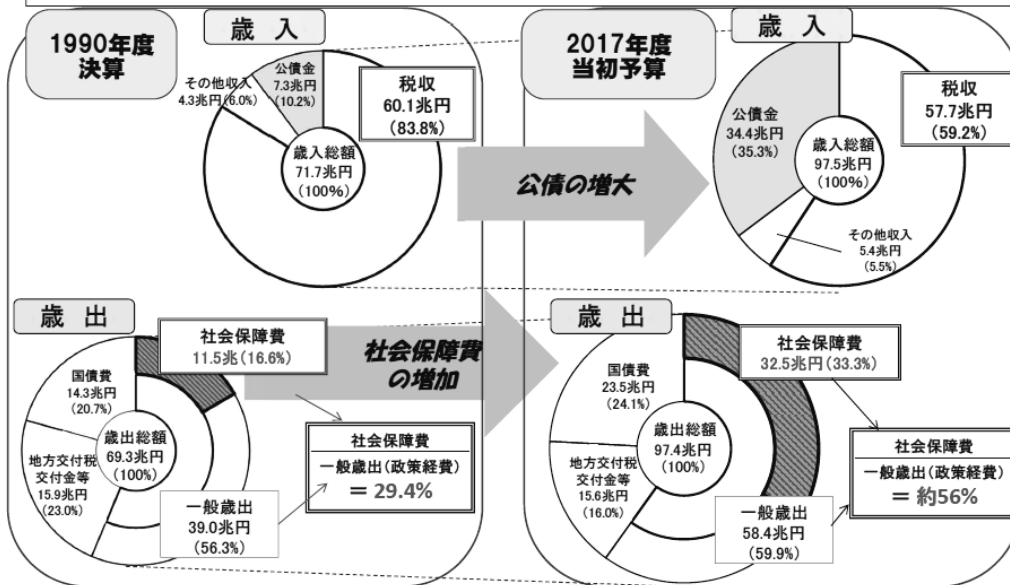 1990年度
決算
歳 入
その他収入
4.3兆円(6.0%)
公債金
7.3兆円
(10.2%)
税収
60.1兆円
(83.8%)
歳入総額
71.7兆円
(100%)
公債の増大
2017年度
当初予算
歳 入
公債金
34.4兆円
(35.3%)
税収
57.7兆円
(59.2%)
歳入総額
97.5兆円
(100%)
その他収入
5.4兆円
(5.5%)
歳 出
社会保障費
11.5兆(16.6%)
国債費
14.3兆円
(20.7%)
歳出総額
69.3兆円
(100%)
地方交付税
交付金等
15.9兆円
(23.0%)
一般歳出
39.0兆円
(56.3%)
社会保障費
一般歳出(政策経費)
= 29.4%
社会保障費
の増加
歳 出
社会保障費
32.5兆円(33.3%)
国債費
23.5兆円
(24.1%)
歳出総額
97.4兆円
(100%)
地方交付税
交付金等
15.6兆円
(16.0%)
一般歳出
58.4兆円
(59.9%)
社会保障費
一般歳出(政策経費)
= 約56%